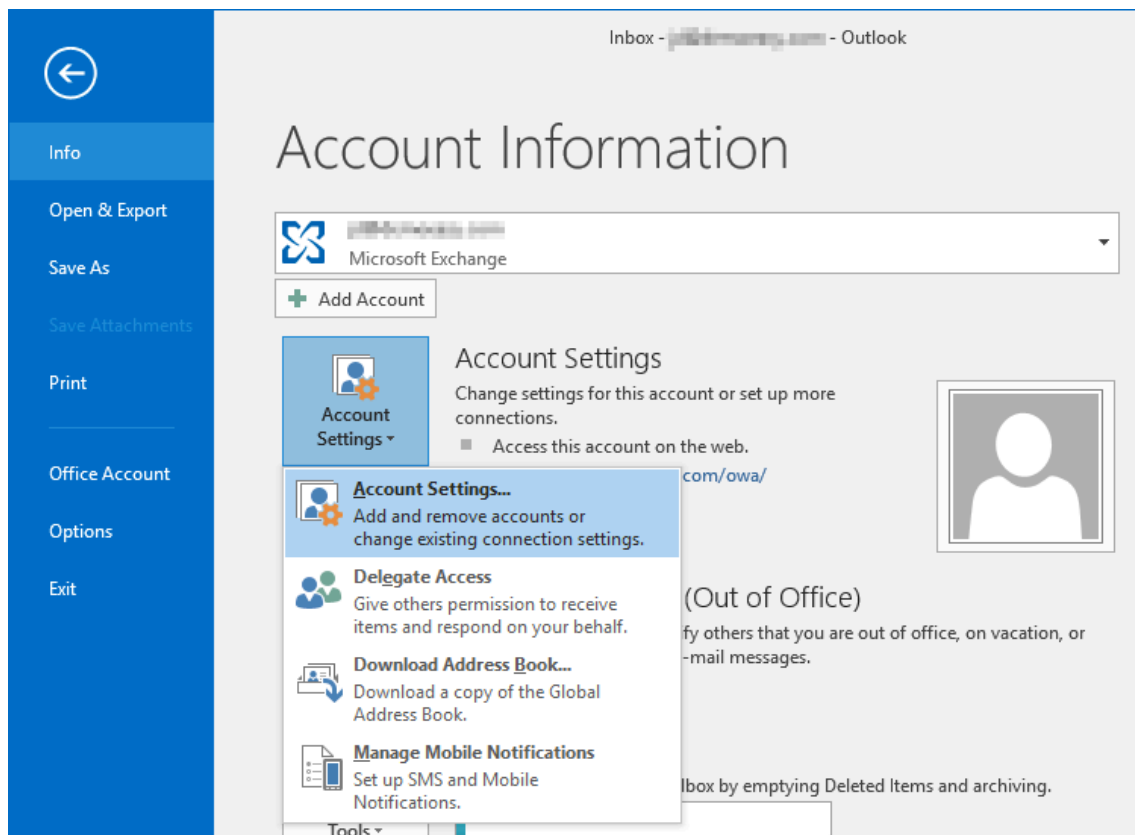 Inbox - - Outlook
Info
Open & Export
Save As
Save Attachments
Print
Office Account
Options
Exit
Account Information
Microsoft Exchange
Add Account
Account
Settings
Account Settings
Change settings for this account or set up more
connections.
Access this account on the web.
com/owa/
Account Settings...
Add and remove accounts or
change existing connection settings.
Delegate Access
Give others permission to receive
items and respond on your behalf.
Download Address Book...
Download a copy of the Global
Address Book.
Manage Mobile Notifications
Set up SMS and Mobile
Notifications.
(Out of Office)
fy others that you are out of office, on vacation, or
-mail messages.
lbox by emptying Deleted Items and archiving.
Tools